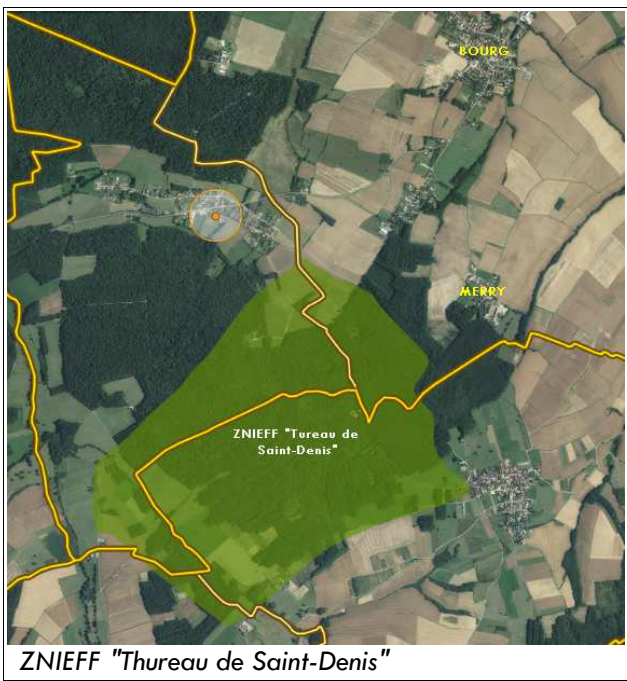 BOURG
MERRY
ZNIEFF "Tureau de
Saint-Denis"
ZNIEFF "Thureau de Saint-Denis"